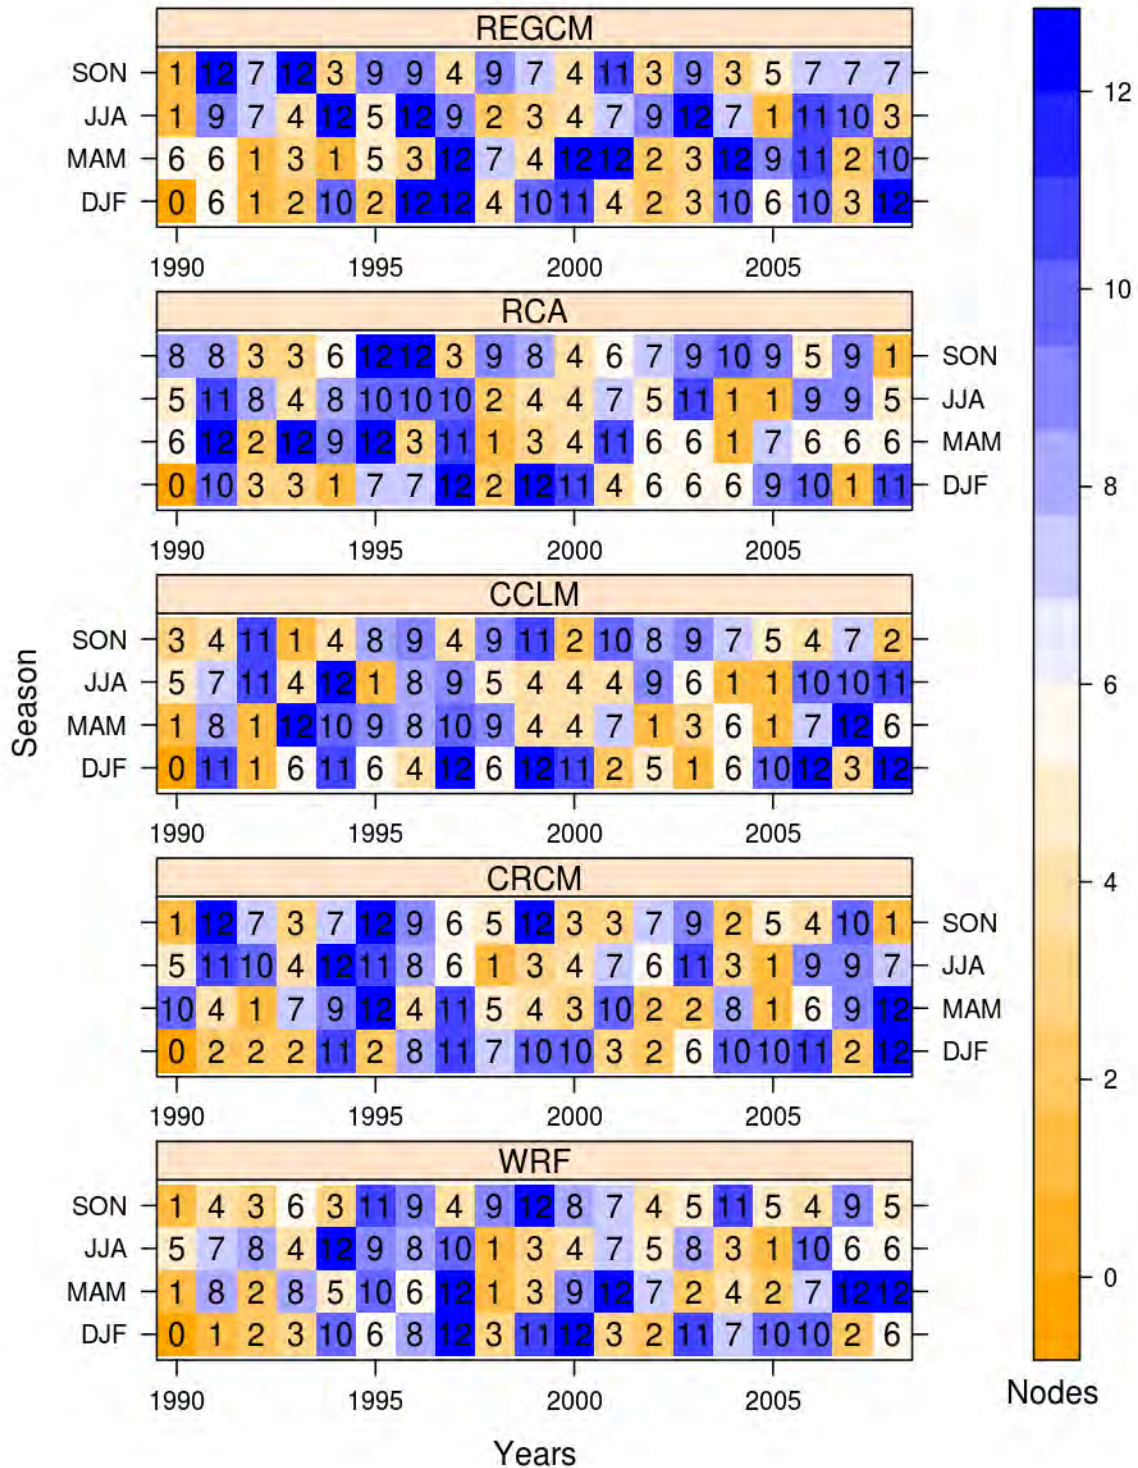 REGCM
SON 1 12 7 12 3 9 9 4 9 7 4 11 3 9 3 5 7 7 7
JJA 1 9 7 4 12 5 12 9 2 3 4 7 9 12 7 1 11 10 3
MAM 6 6 1 3 1 5 3 12 7 4 12 12 2 3 12 9 11 2 10
DJF 0 6 1 2 10 2 12 12 4 10 11 4 2 3 10 6 10 3 12
1990 1995 2000 2005
RCA
8 8 3 3 6 12 12 3 9 8 4 6 7 9 10 9 5 9 1 SON
5 11 8 4 8 10 10 10 2 4 4 7 5 11 1 1 9 9 5 JJA
6 12 2 12 9 12 3 11 1 3 4 11 6 6 1 7 6 6 6 MAM
0 10 3 3 1 7 7 12 2 12 11 4 6 6 6 9 10 1 11 DJF
1990 1995 2000 2005
CCLM
SON 3 4 11 1 4 8 9 4 9 11 2 10 8 9 7 5 4 7 2
JJA 5 7 11 4 12 1 8 9 5 4 4 4 9 6 1 1 10 10 11
MAM 1 8 1 12 10 9 8 10 9 4 4 7 1 3 6 1 7 12 6
DJF 0 11 1 6 11 6 4 12 6 12 11 2 5 1 6 10 12 3 12
1990 1995 2000 2005
CRCM
1 12 7 3 7 12 9 6 5 12 3 3 7 9 2 5 4 10 1 SON
5 11 10 4 12 11 8 6 1 3 4 7 6 11 3 1 9 9 7 JJA
10 4 1 7 9 12 4 11 5 4 3 10 2 2 8 1 6 9 12 MAM
0 2 2 2 11 2 8 11 7 10 10 3 2 6 10 10 11 2 12 DJF
1990 1995 2000 2005
WRF
SON 1 4 3 6 3 11 9 4 9 12 8 7 4 5 11 5 4 9 5
JJA 5 7 8 4 12 9 8 10 1 3 4 7 5 8 3 1 10 6 6
MAM 1 8 2 8 5 10 6 12 1 3 9 12 7 2 4 2 7 12 12
DJF 0 1 2 3 10 6 8 12 3 11 12 3 2 11 7 10 10 2 6
1990 1995 2000 2005
Years
Season
12
10
8
6
4
2
0
Nodes